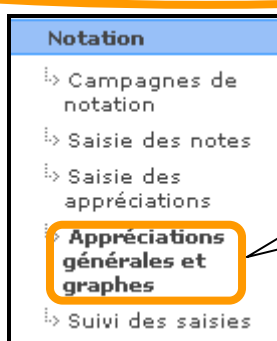 Notation
Campagnes de
notation
Saisie des notes
Saisie des
appréciations
Appréciations
générales et
graphes
Suivi des saisies